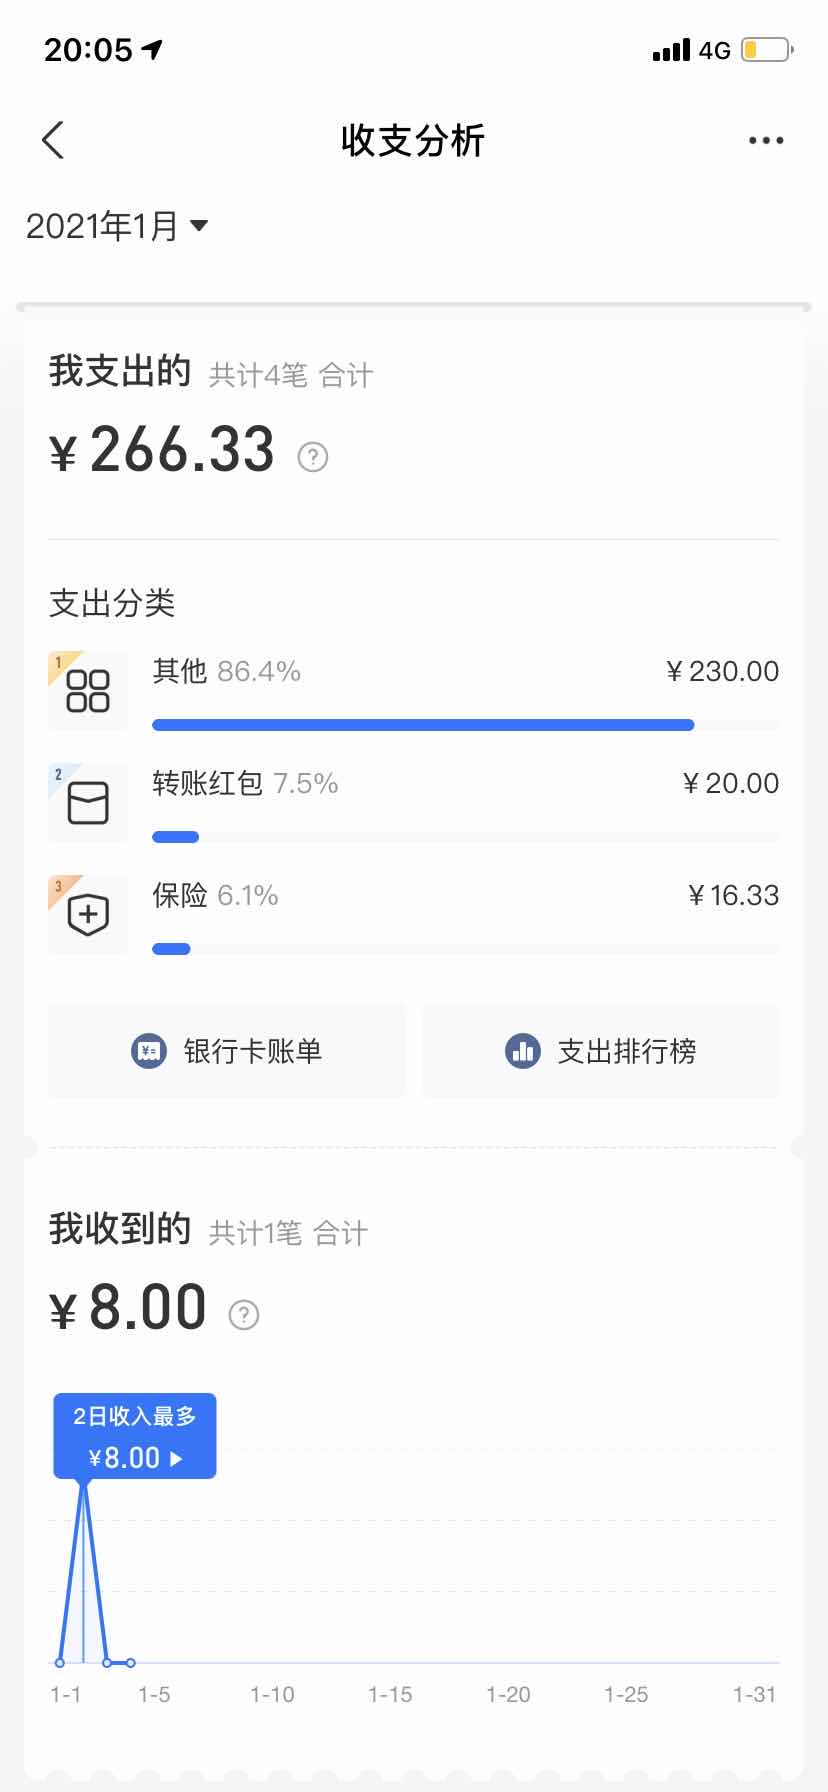 20:05 4G
收支分析
2021年1月
我支出的 共计4笔 合计
¥266.33 ?
支出分类
1
其他 86.4% ¥230.00
2
转账红包 7.5% ¥20.00
3
保险 6.1% ¥16.33
银行卡账单 支出排行榜
我收到的 共计1笔 合计
¥8.00 ?
2日收入最多
¥8.00
1-1 1-5 1-10 1-15 1-20 1-25 1-31